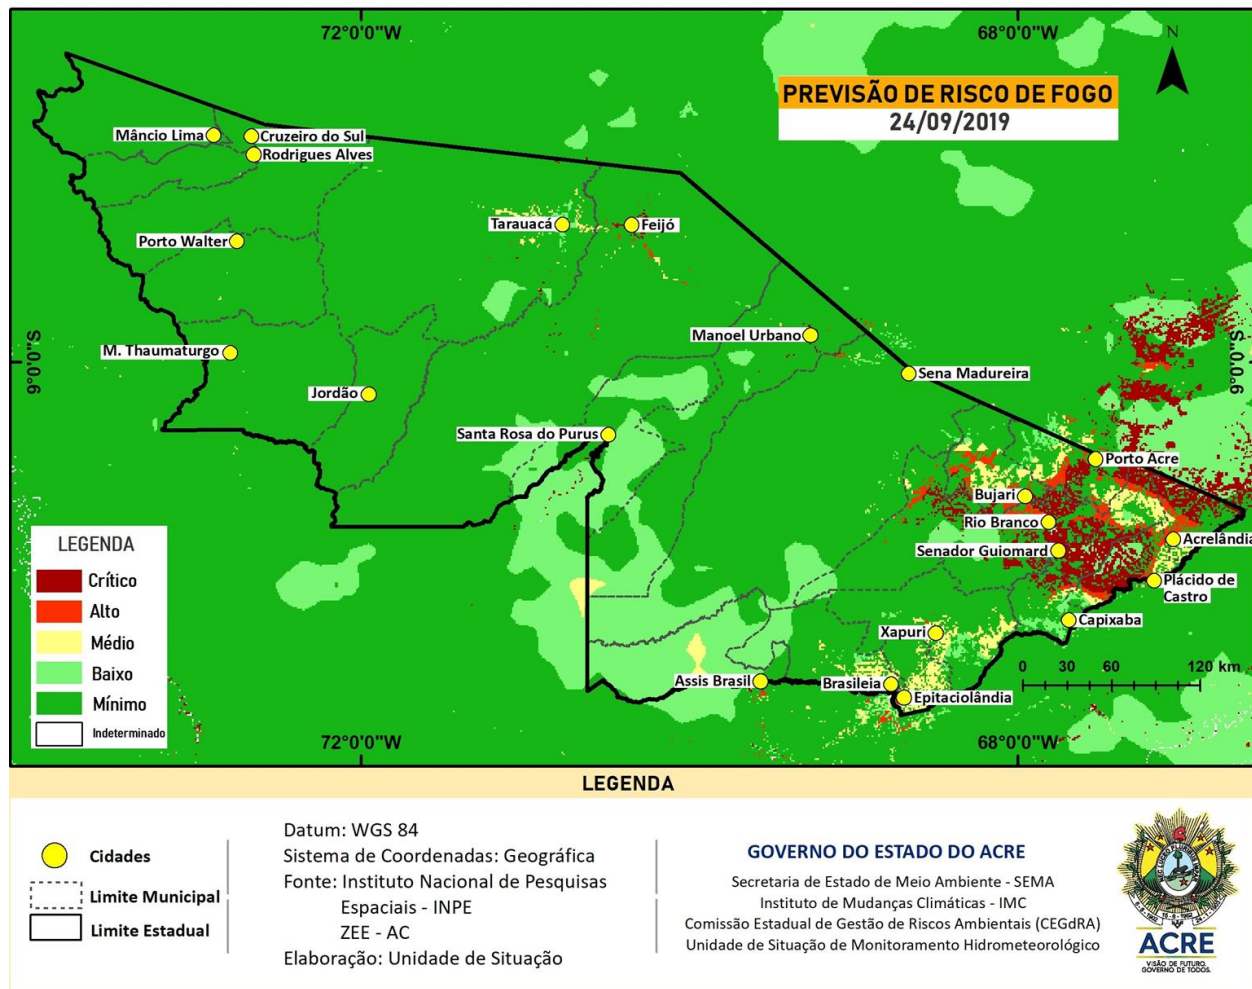 72°0'0"W
68°0'0"W
N
PREVISÃO DE RISCO DE FOGO
24/09/2019
Mâncio Lima
Cruzeiro do Sul
Rodrigues Alves
Tarauacá
Feijó
Porto Walter
Manoel Urbano
M. Thaumaturgo
9°0'0"S
9°0'0"S
Sena Madureira
Jordão
Santa Rosa do Purus
Porto Acre
Bujari
Rio Branco
Acrelândia
Senador Guiomard
Plácido de
Castro
Capixaba
Xapuri
0 30 60 120 km
Assis Brasil
Brasileia
Epitaciolândia
LEGENDA
Crítico
Alto
Médio
Baixo
Mínimo
Indeterminado
72°0'0"W
68°0'0"W
LEGENDA
Cidades
Limite Municipal
Limite Estadual
Datum: WGS 84
Sistema de Coordenadas: Geográfica
Fonte: Instituto Nacional de Pesquisas
Espaciais - INPE
ZEE - AC
Elaboração: Unidade de Situação
GOVERNO DO ESTADO DO ACRE
Secretaria de Estado de Meio Ambiente - SEMA
Instituto de Mudanças Climáticas - IMC
Comissão Estadual de Gestão de Riscos Ambientais (CEGdRA)
Unidade de Situação de Monitoramento Hidrometeorológico
ACRE
VISÃO DE FUTURO.
GOVERNO DE TODOS.